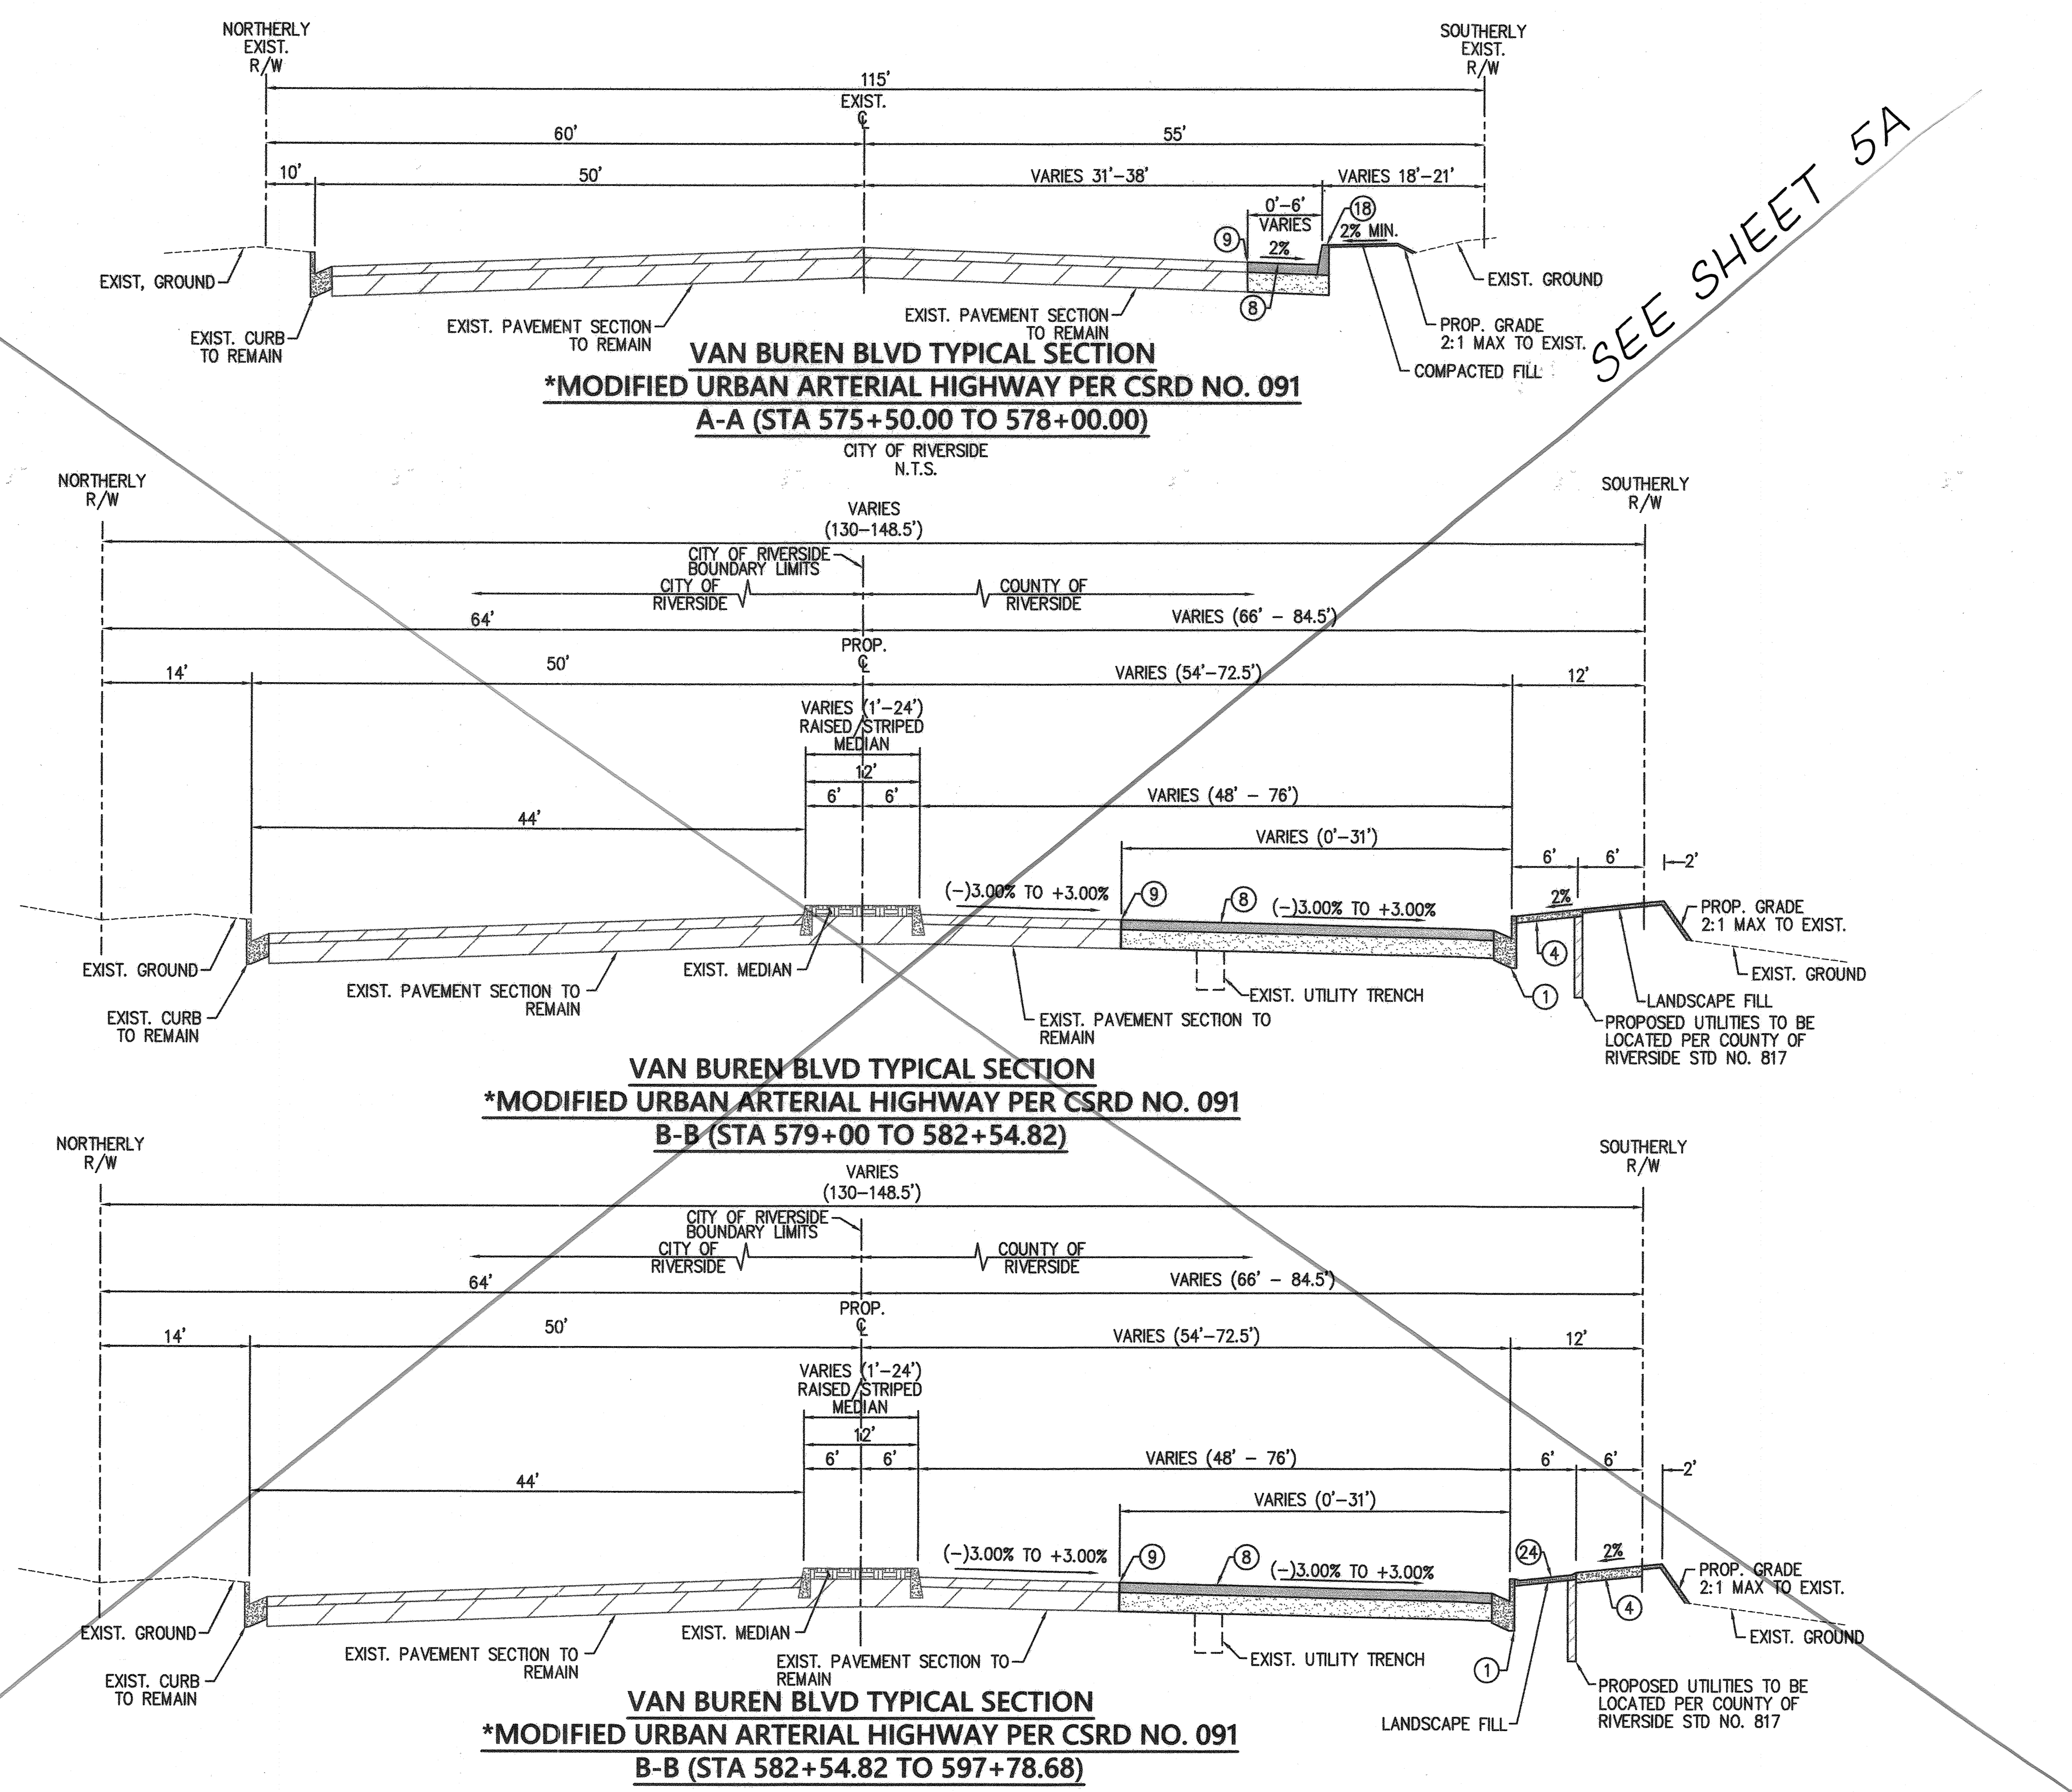 NORTHERLY
EXIST.
R/W
SOUTHERLY
EXIST.
R/W
115'
EXIST.
℄
60'
55'
10'
50'
VARIES 31'-38'
VARIES 18'-21'
0'-6'
VARIES
18
9
2%
2% MIN.
8
EXIST, GROUND
EXIST. CURB
TO REMAIN
EXIST. PAVEMENT SECTION
TO REMAIN
EXIST. PAVEMENT SECTION
TO REMAIN
EXIST. GROUND
PROP. GRADE
2:1 MAX TO EXIST.
COMPACTED FILL
SEE SHEET 5A
VAN BUREN BLVD TYPICAL SECTION
*MODIFIED URBAN ARTERIAL HIGHWAY PER CSRD NO. 091
A-A (STA 575+50.00 TO 578+00.00)
CITY OF RIVERSIDE
N.T.S.
NORTHERLY
R/W
SOUTHERLY
R/W
VARIES
(130-148.5')
CITY OF RIVERSIDE
BOUNDARY LIMITS
CITY OF
RIVERSIDE
COUNTY OF
RIVERSIDE
64'
VARIES (66' - 84.5')
PROP.
℄
14'
50'
VARIES (54'-72.5')
12'
VARIES (1'-24')
RAISED/STRIPED
MEDIAN
12'
6'
6'
VARIES (48' - 76')
44'
VARIES (0'-31')
6'
6'
2'
(-)3.00% TO +3.00%
9
8
(-)3.00% TO +3.00%
2%
4
1
PROP. GRADE
2:1 MAX TO EXIST.
EXIST. GROUND
EXIST. GROUND
EXIST. CURB
TO REMAIN
EXIST. PAVEMENT SECTION TO
REMAIN
EXIST. MEDIAN
EXIST. PAVEMENT SECTION TO
REMAIN
EXIST. UTILITY TRENCH
LANDSCAPE FILL
PROPOSED UTILITIES TO BE
LOCATED PER COUNTY OF
RIVERSIDE STD NO. 817
VAN BUREN BLVD TYPICAL SECTION
*MODIFIED URBAN ARTERIAL HIGHWAY PER CSRD NO. 091
B-B (STA 579+00 TO 582+54.82)
NORTHERLY
R/W
SOUTHERLY
R/W
VARIES
(130-148.5')
CITY OF RIVERSIDE
BOUNDARY LIMITS
CITY OF
RIVERSIDE
COUNTY OF
RIVERSIDE
64'
VARIES (66' - 84.5')
PROP.
℄
14'
50'
VARIES (54'-72.5')
12'
VARIES (1'-24')
RAISED/STRIPED
MEDIAN
12'
6'
6'
VARIES (48' - 76')
44'
VARIES (0'-31')
6'
6'
2'
(-)3.00% TO +3.00%
9
8
(-)3.00% TO +3.00%
24
2%
4
1
PROP. GRADE
2:1 MAX TO EXIST.
EXIST. GROUND
EXIST. GROUND
EXIST. CURB
TO REMAIN
EXIST. PAVEMENT SECTION TO
REMAIN
EXIST. MEDIAN
EXIST. PAVEMENT SECTION TO
REMAIN
EXIST. UTILITY TRENCH
LANDSCAPE FILL
PROPOSED UTILITIES TO BE
LOCATED PER COUNTY OF
RIVERSIDE STD NO. 817
VAN BUREN BLVD TYPICAL SECTION
*MODIFIED URBAN ARTERIAL HIGHWAY PER CSRD NO. 091
B-B (STA 582+54.82 TO 597+78.68)